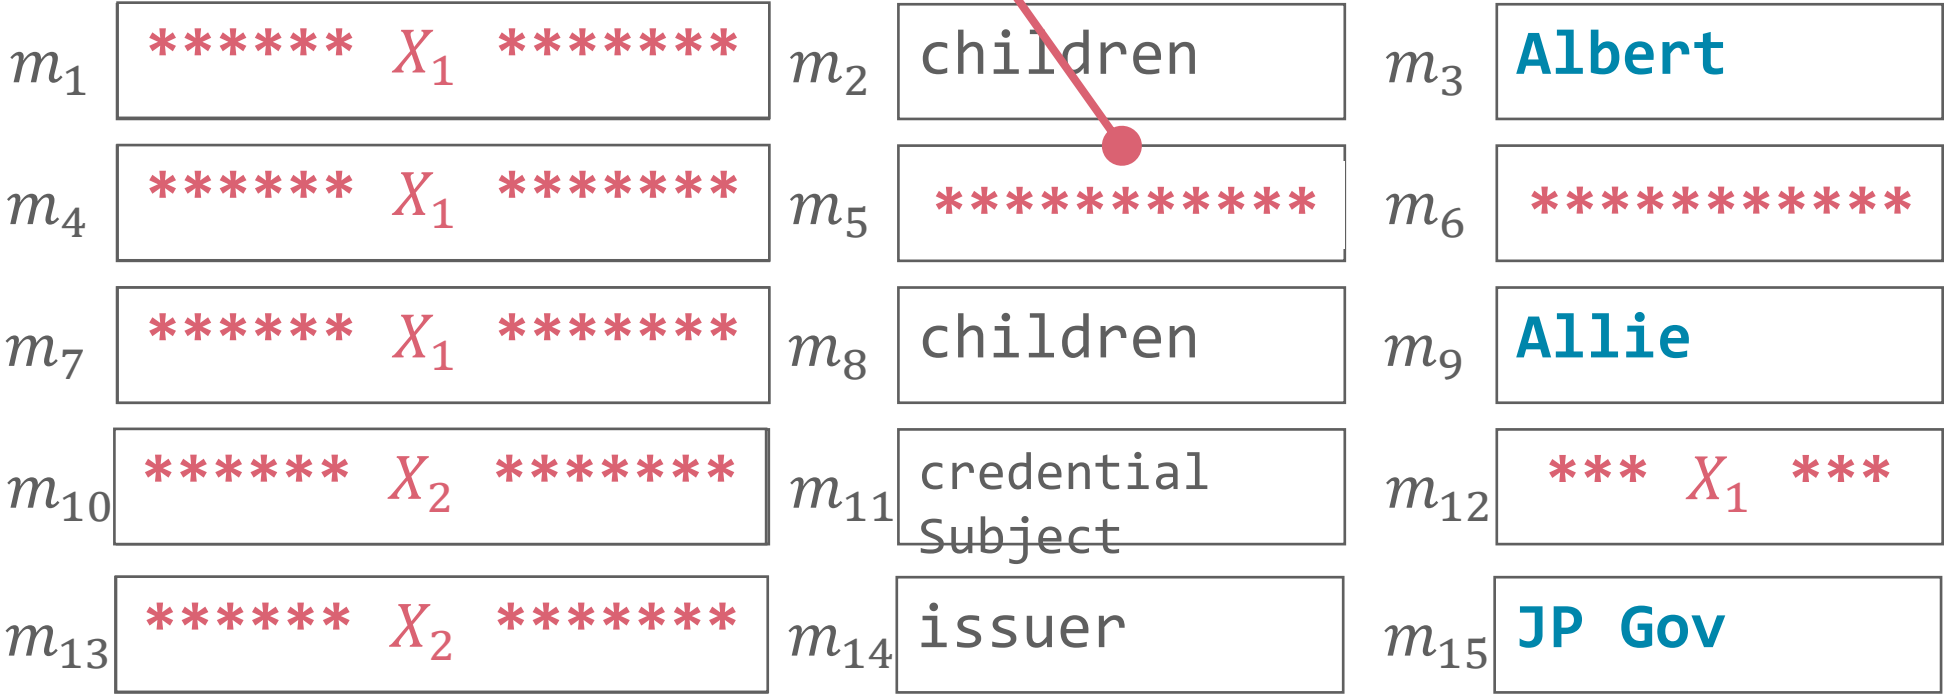 m₁ ****** X₁ ******* m₂ children m₃ Albert
m₄ ****** X₁ ******* m₅ *********** m₆ ***********
m₇ ****** X₁ ******* m₈ children m₉ Allie
m₁₀ ****** X₂ ******* m₁₁ credential m₁₂ *** X₁ ***
Subject
m₁₃ ****** X₂ ******* m₁₄ issuer m₁₅ JP Gov